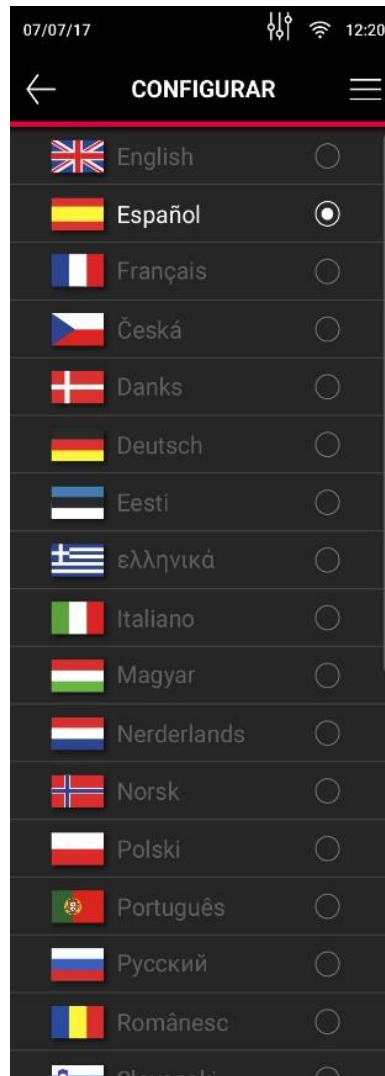 07/07/17 12:20
CONFIGURAR
English
Español
Français
Česká
Danks
Deutsch
Eesti
ελληνικά
Italiano
Magyar
Nerderlands
Norsk
Polski
Português
Русский
Românesc